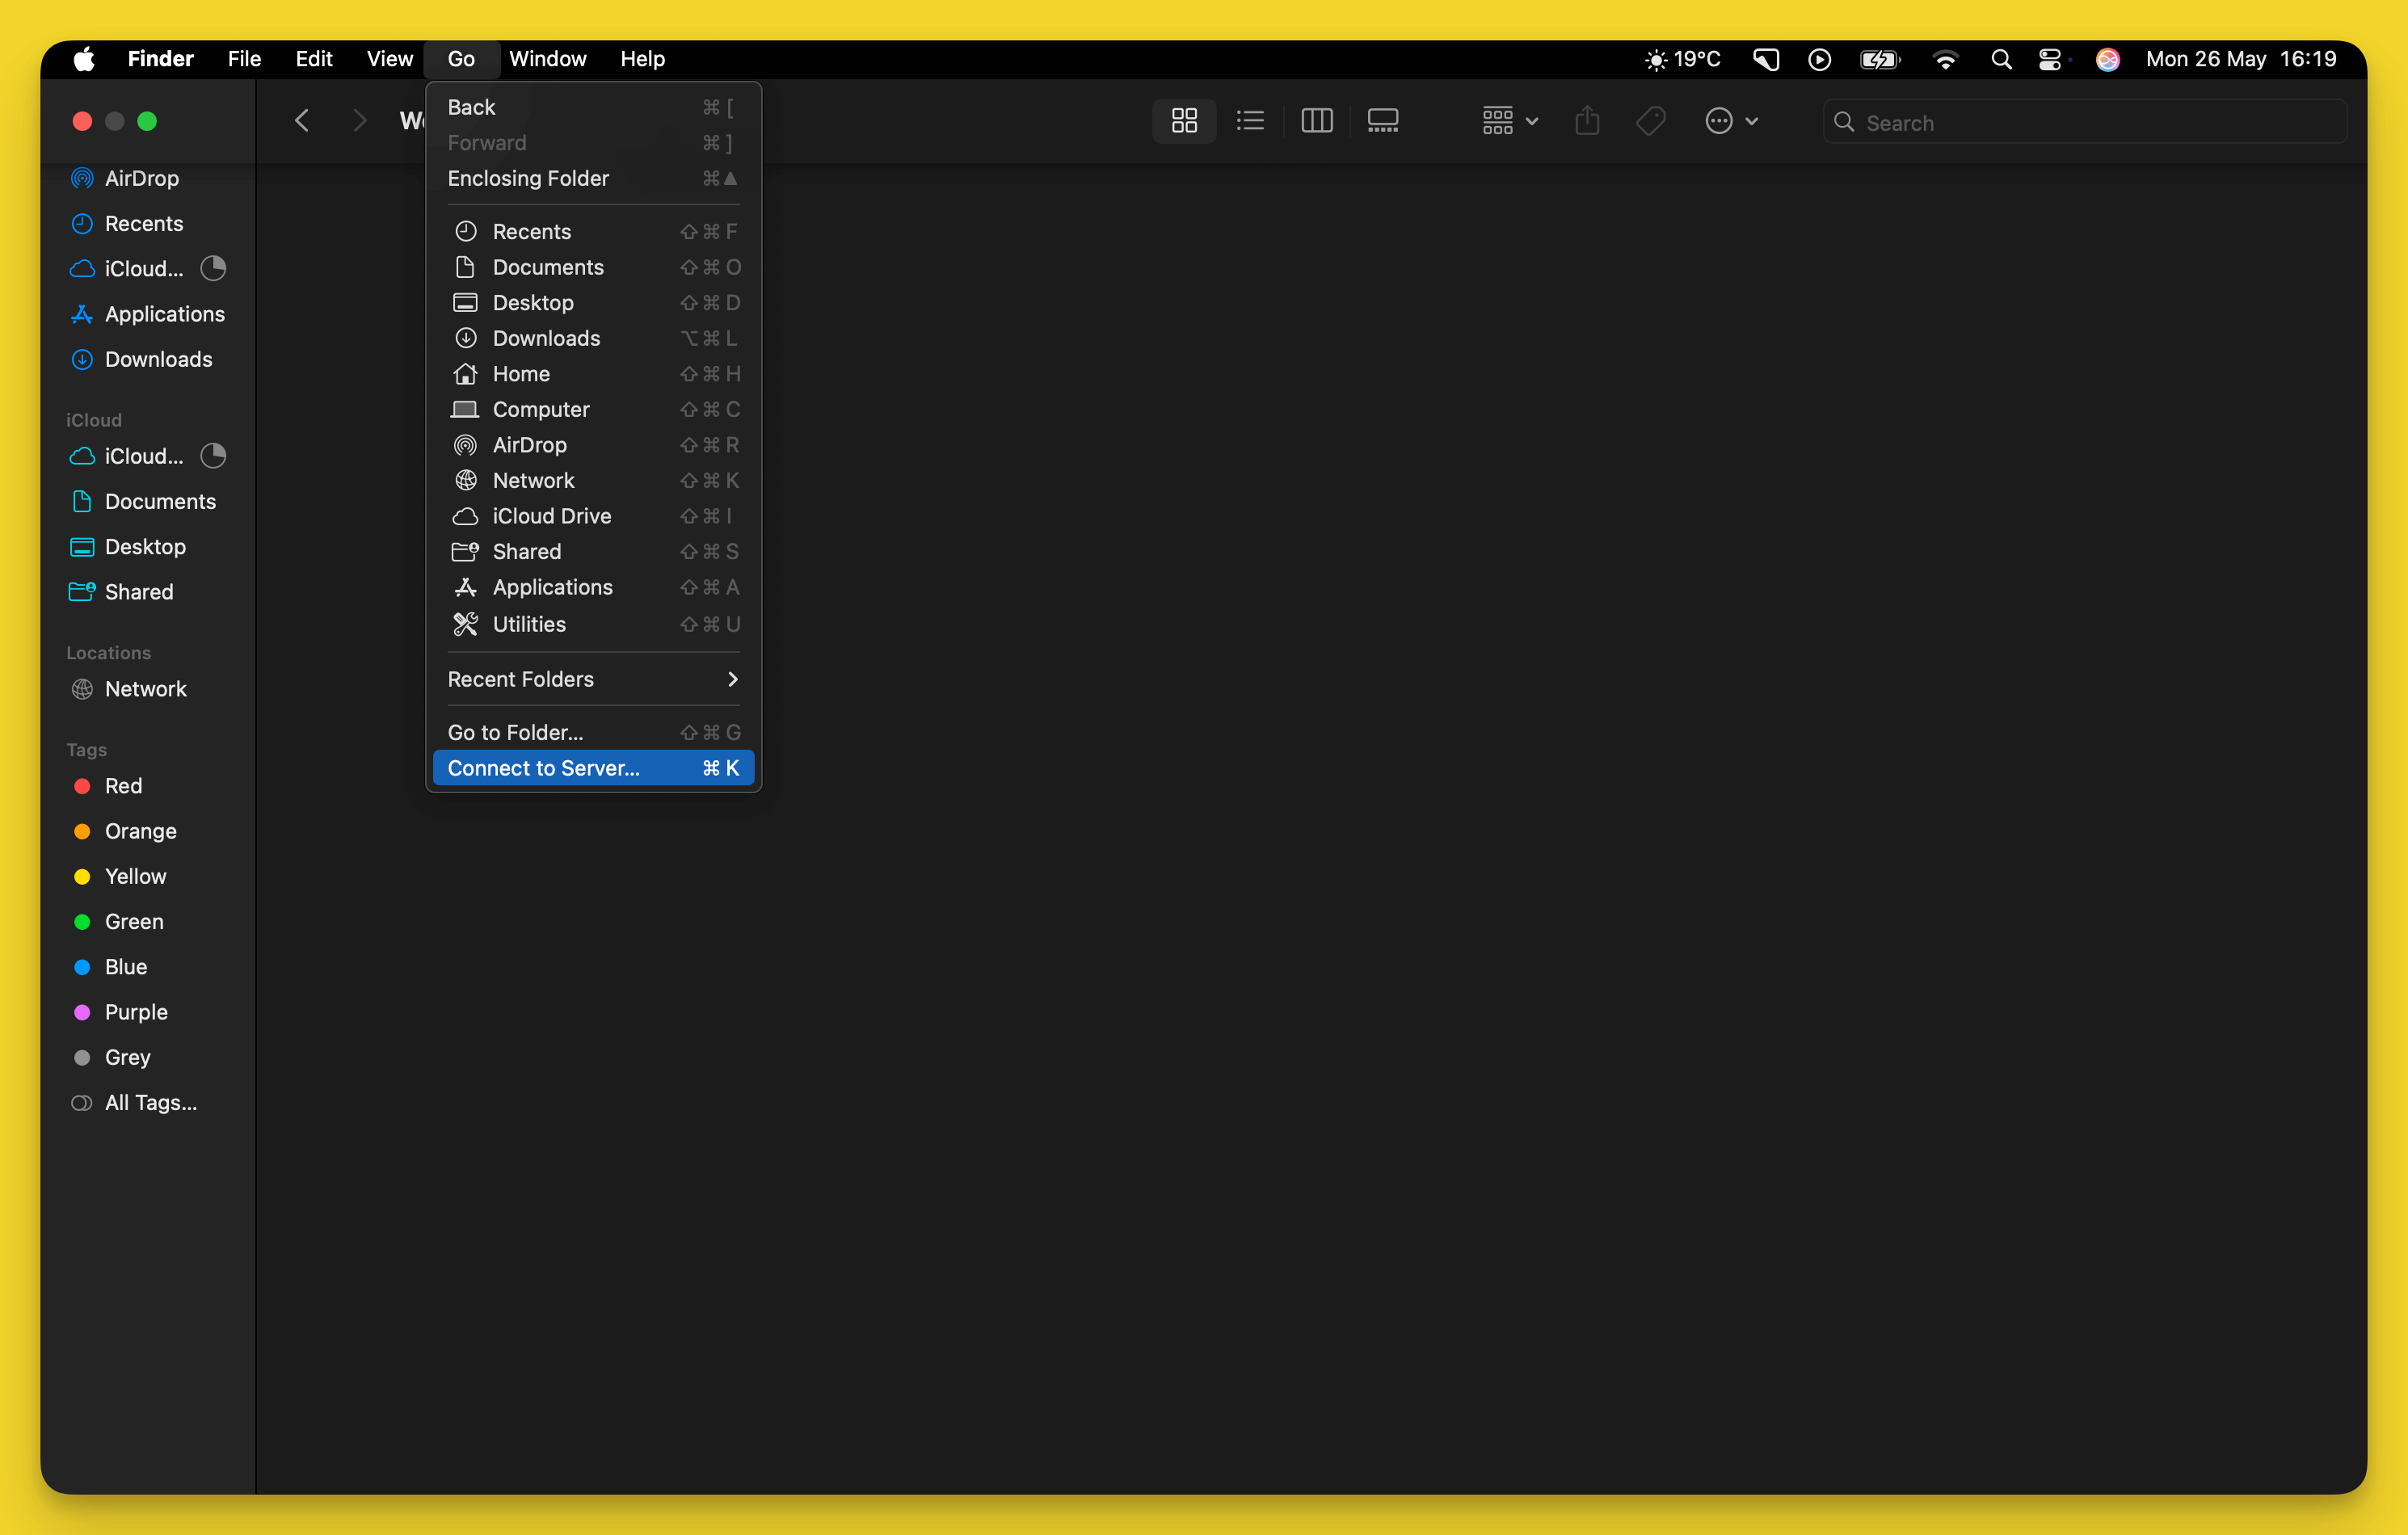 Finder File Edit View Go Window Help 19°C Mon 26 May 16:19
Search
AirDrop
Recents
iCloud...
Applications
Downloads
iCloud
iCloud...
Documents
Desktop
Shared
Locations
Network
Tags
Red
Orange
Yellow
Green
Blue
Purple
Grey
All Tags...
Back ⌘ [
Forward ⌘ ]
Enclosing Folder ⌘ ▲
Recents ⇧ ⌘ F
Documents ⇧ ⌘ O
Desktop ⇧ ⌘ D
Downloads ⌥ ⌘ L
Home ⇧ ⌘ H
Computer ⇧ ⌘ C
AirDrop ⇧ ⌘ R
Network ⇧ ⌘ K
iCloud Drive ⇧ ⌘ I
Shared ⇧ ⌘ S
Applications ⇧ ⌘ A
Utilities ⇧ ⌘ U
Recent Folders
Go to Folder... ⇧ ⌘ G
Connect to Server... ⌘ K